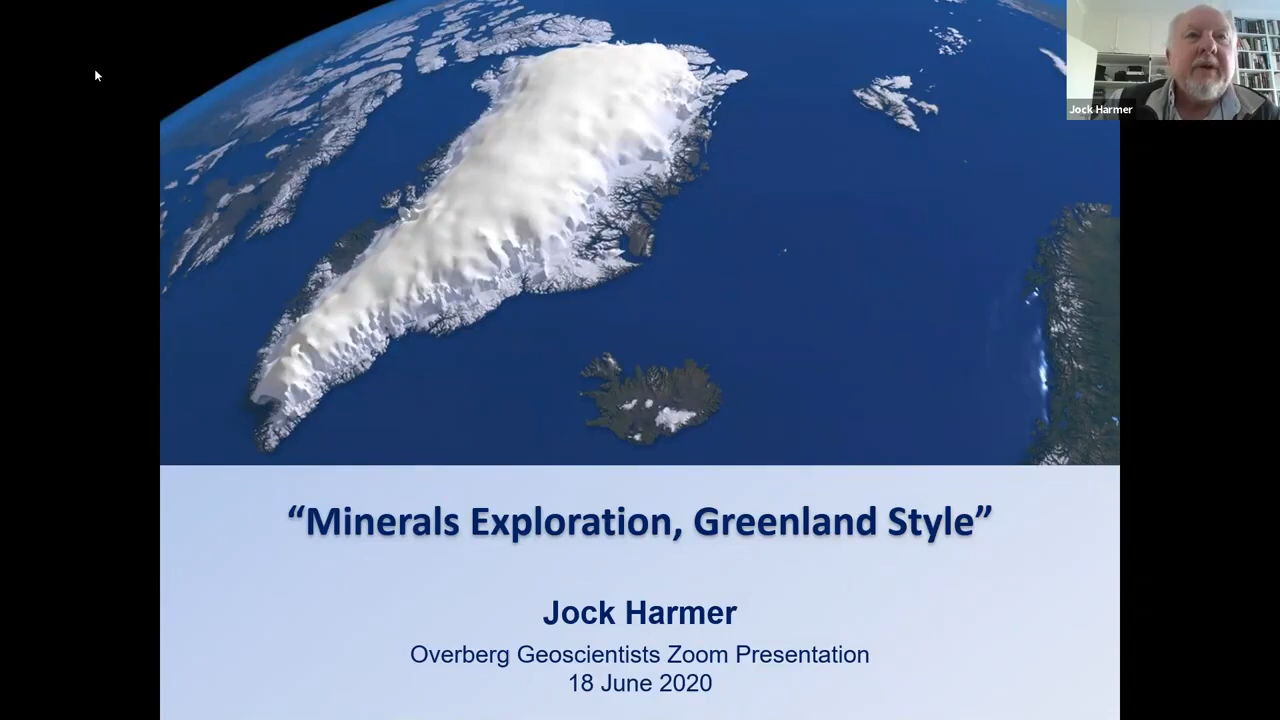 Jock Harmer
“Minerals Exploration, Greenland Style”
Jock Harmer
Overberg Geoscientists Zoom Presentation
18 June 2020